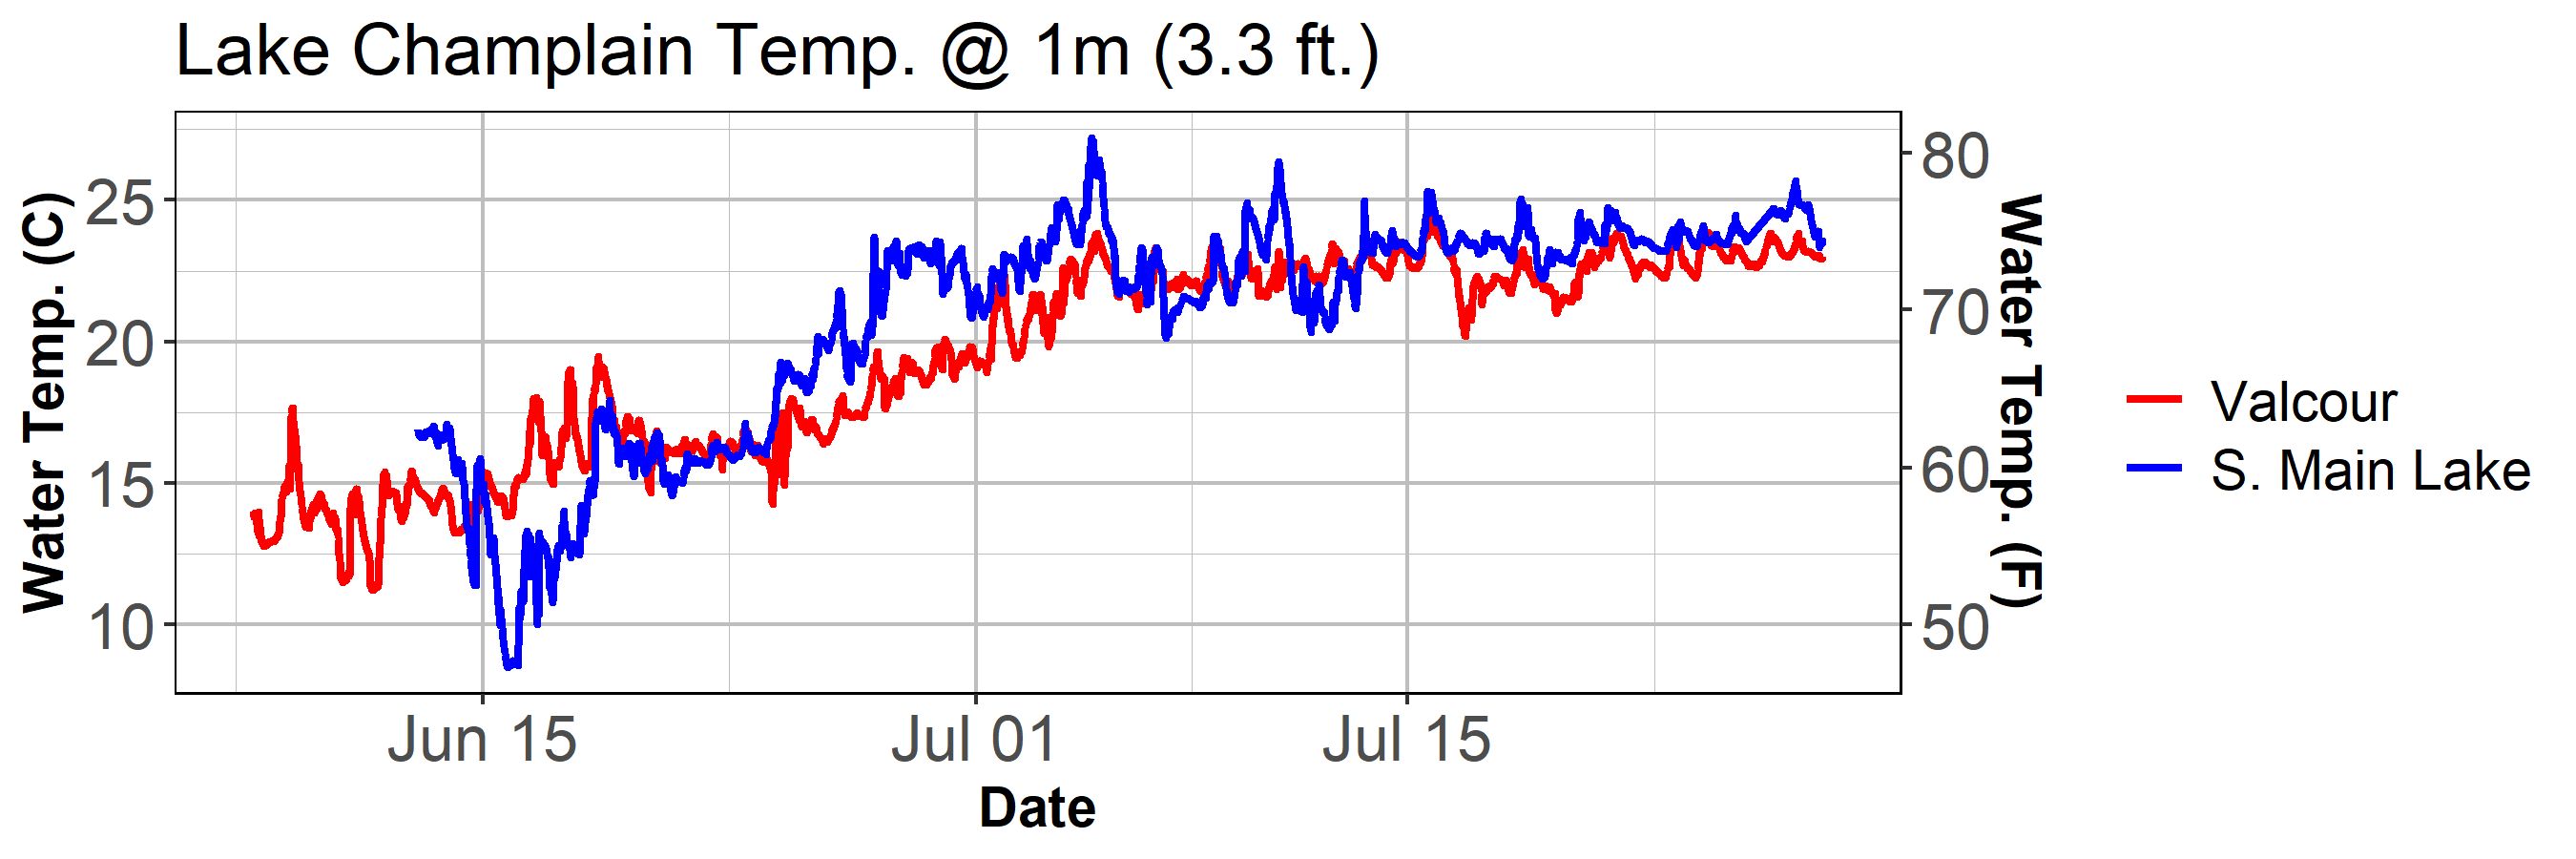 Lake Champlain Temp. @ 1m (3.3 ft.)
Water Temp. (C)
25
20
15
10
80
70
60
50
Water Temp. (F)
Jun 15
Jul 01
Jul 15
Date
Valcour
S. Main Lake